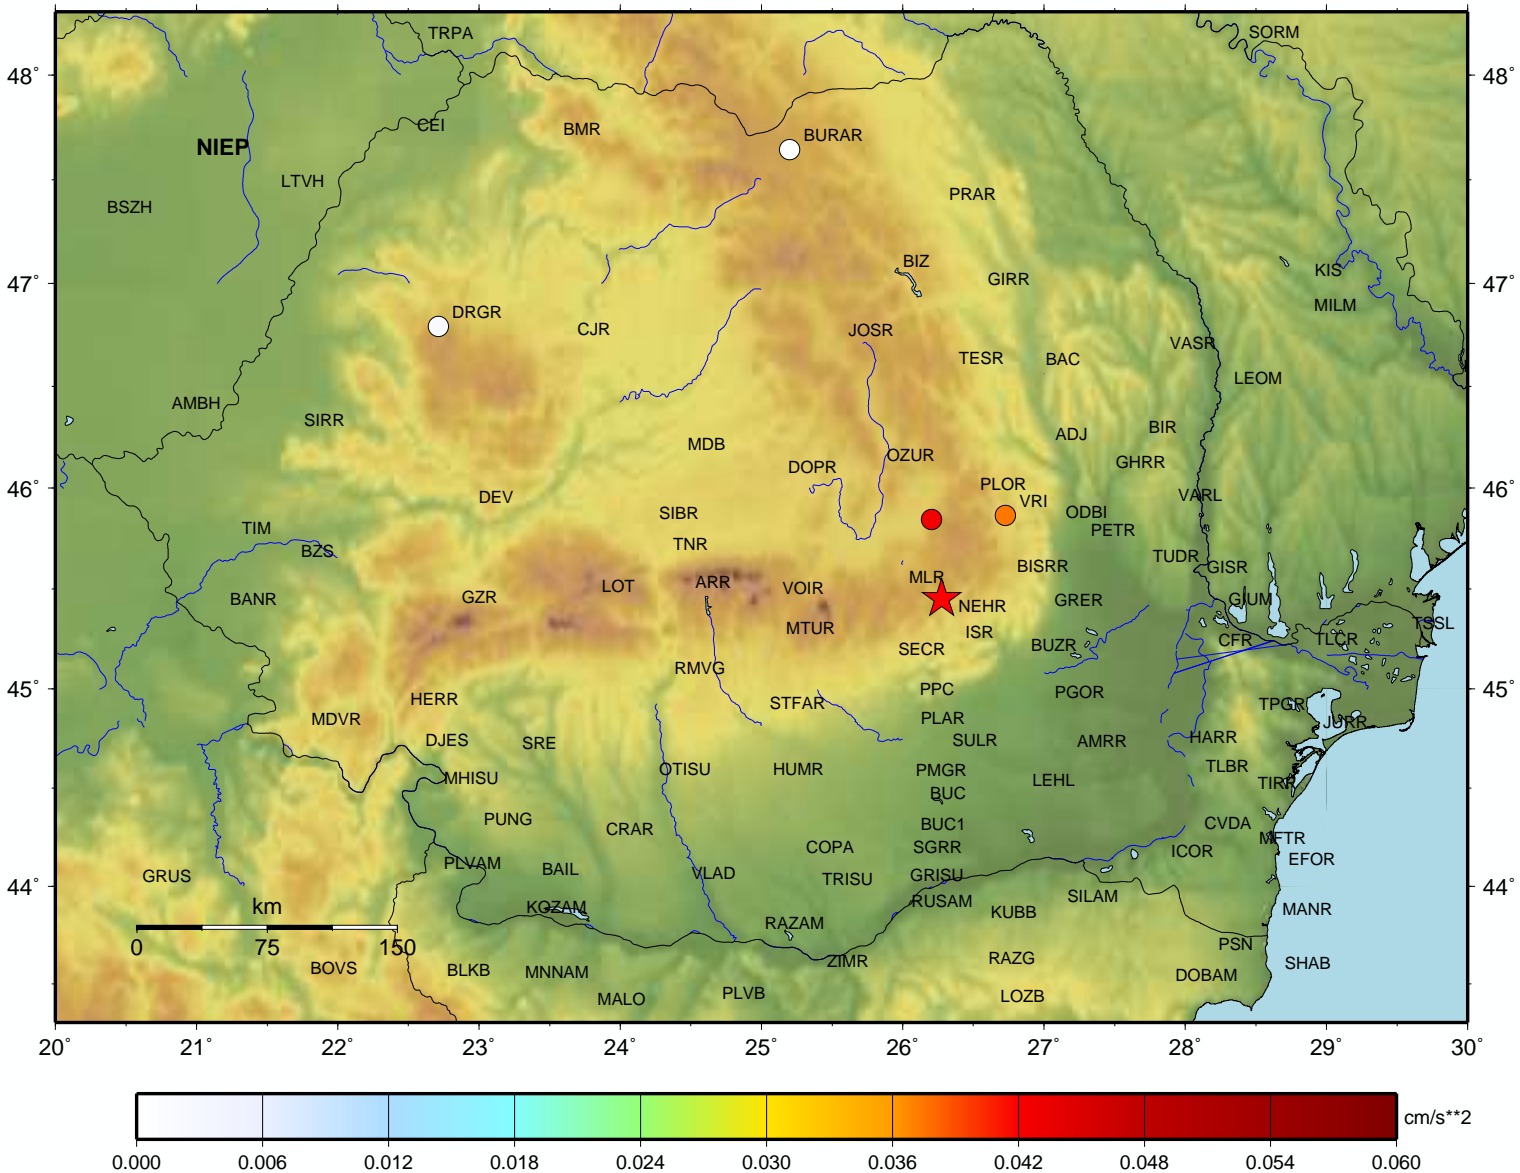 TRPA
SORM
48°
48°
CEI
BMR
BURAR
NIEP
LTVH
PRAR
BSZH
BIZ
KIS
47°
GIRR
47°
MILM
DRGR
CJR
JOSR
VASR
TESR
BAC
LEOM
AMBH
SIRR
BIR
ADJ
MDB
OZUR
GHRR
DOPR
46°
PLOR
46°
DEV
VRI
VARL
SIBR
ODBI
TIM
PETR
TNR
BZS
TUDR
BISRR
GISR
MLR
ARR
LOT
VOIR
GZR
BANR
NEHR
GRER
GIUM
TSSL
MTUR
ISR
CFR
TLCR
SECR
BUZR
RMVG
45°
PPC
PGOR
45°
HERR
STFAR
TPGR
MDVR
PLAR
JURR
DJES
SRE
SULR
AMRR
HARR
OTISU
HUMR
PMGR
TLBR
MHISU
LEHL
TIRR
BUC
PUNG
CRAR
BUC1
CVDA
MFTR
COPA
SGRR
ICOR
EFOR
PLVAM
BAIL
VLAD
GRUS
TRISU
GRISU
44°
44°
SILAM
km
KOZAM
RUSAM
KUBB
MANR
RAZAM
0 75 150
PSN
ZIMR
RAZG
SHAB
BOVS
BLKB
MNNAM
DOBAM
MALO
PLVB
LOZB
20 21 22 23 24 25 26 27 28 29 30
cm/s**2
0.000 0.006 0.012 0.018 0.024 0.030 0.036 0.042 0.048 0.054 0.060